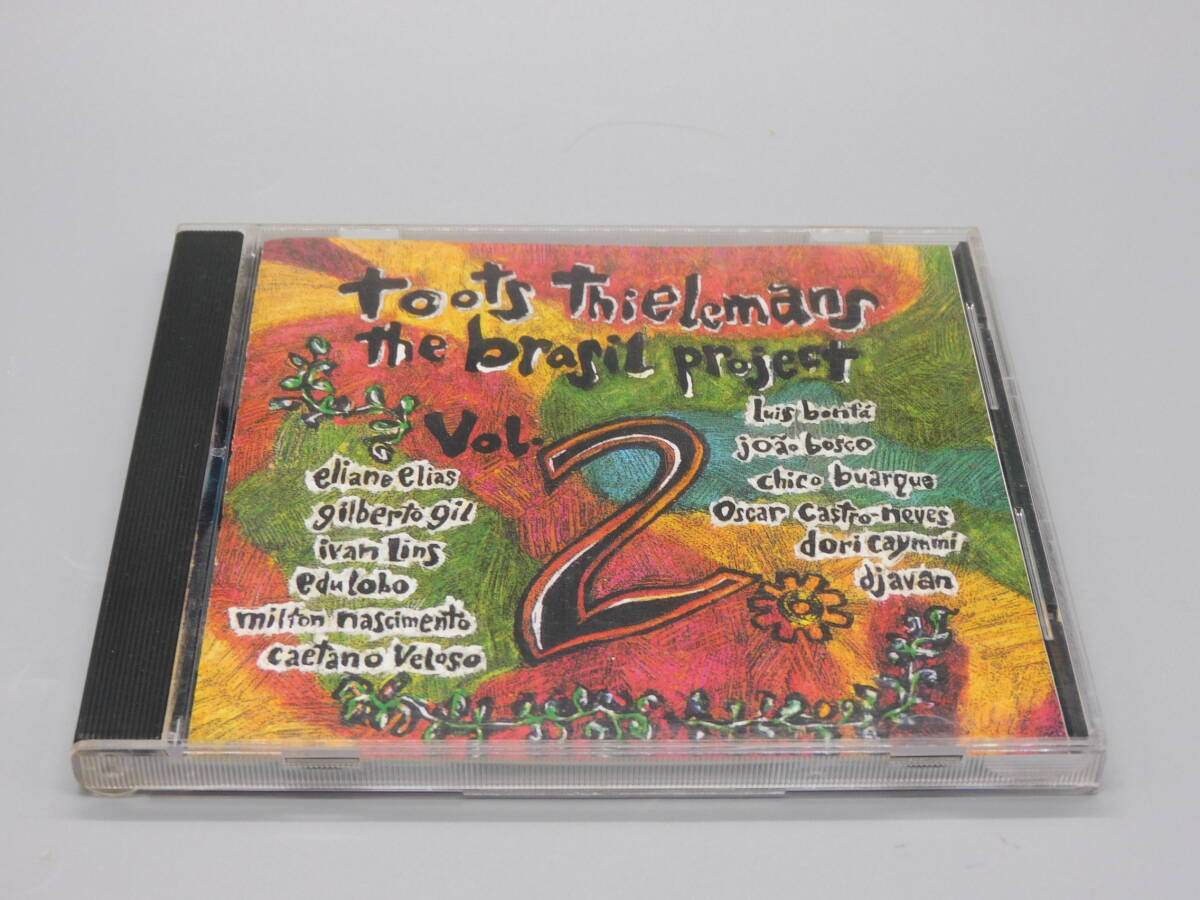 toots Thielemans
the brasil project
Vol. 2
eliane elias
gilberto gil
ivan lins
edu lobo
milton nascimento
caetano veloso
luis bonfá
joão bosco
chico buarque
Oscar castro-neves
dori caymmi
djavan